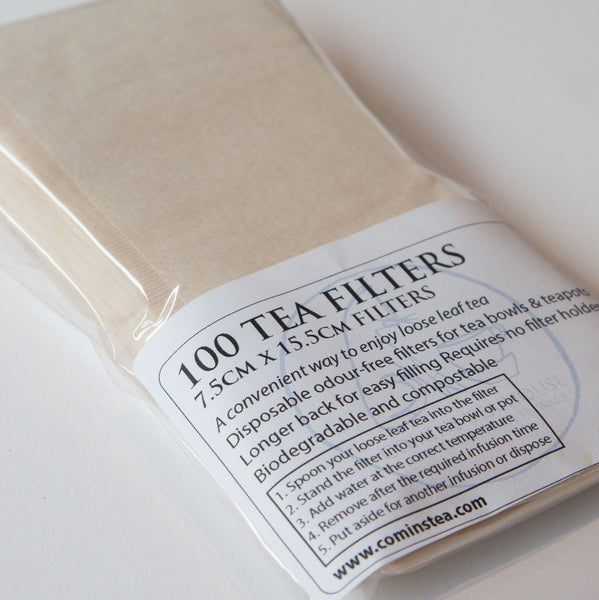 100 TEA FILTERS
7.5CM X 15.5CM FILTERS
A convenient way to enjoy loose leaf tea
Disposable odour-free filters for tea bowls & teapots
Longer back for easy filling Requires no filter holder
Biodegradable and compostable
1. Spoon your loose leaf tea into the filter
2. Stand the filter into your tea bowl or pot
3. Add water at the correct temperature
4. Remove after the required infusion time
5. Put aside for another infusion or dispose
www.cominstea.com